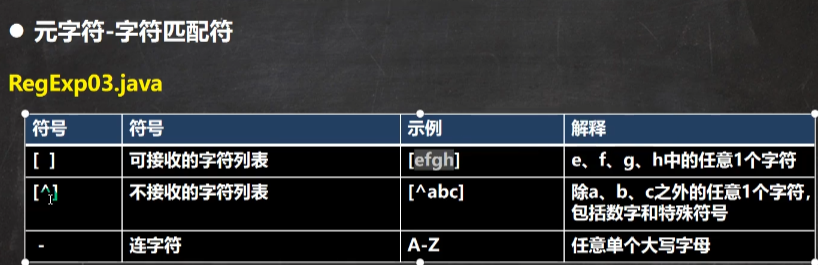 ● 元字符-字符匹配符
RegExp03.java
符号 符号 示例 解释
[ ] 可接收的字符列表 [efgh] e、f、g、h中的任意1个字符
[^] 不接收的字符列表 [^abc] 除a、b、c之外的任意1个字符,
包括数字和特殊符号
- 连字符 A-Z 任意单个大写字母